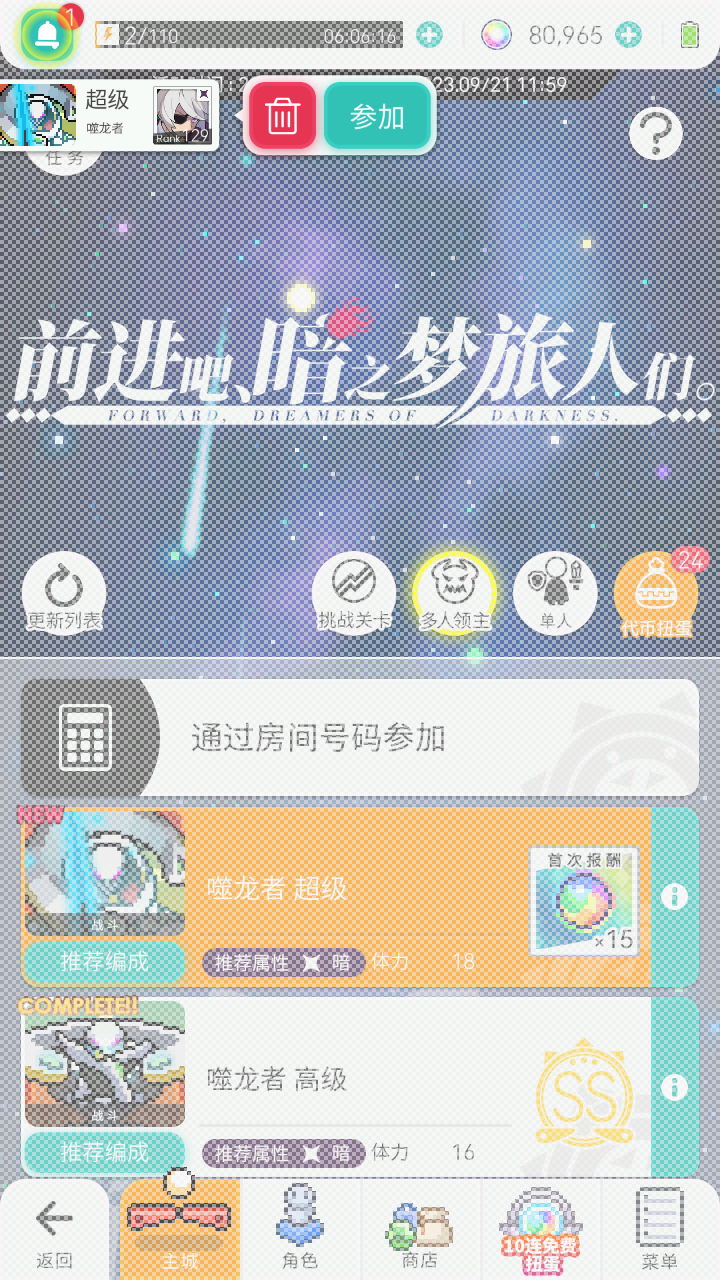 1
2/110
06:06:16
80,965
23.09/21 11:59
超级
噬龙者
Rank 129
参加
任务
?
前进吧、暗之梦旅人们。
FORWARD, DREAMERS OF DARKNESS.
更新列表
挑战关卡
多人领主
单人
24
代币扭蛋
通过房间号码参加
NEW
战斗
噬龙者 超级
首次报酬
×15
推荐编成
推荐属性 暗 体力 18
COMPLETE!!
战斗
噬龙者 高级
SS
推荐编成
推荐属性 暗 体力 16
返回
主城
角色
商店
10连免费
扭蛋
菜单